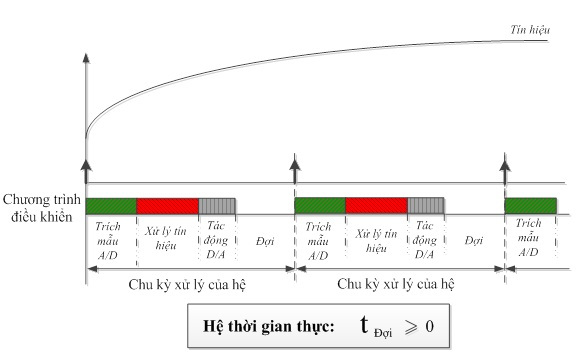 Tín hiệu
Chương trình
điều khiển
Trích
mẫu
A/D
Xử lý tín
hiệu
Tác
động
D/A
Đợi
Trích
mẫu
A/D
Xử lý tín
hiệu
Tác
động
D/A
Đợi
Trích
mẫu
A/D
Chu kỳ xử lý của hệ
Chu kỳ xử lý của hệ
Hệ thời gian thực: t Đợi ⩾ 0